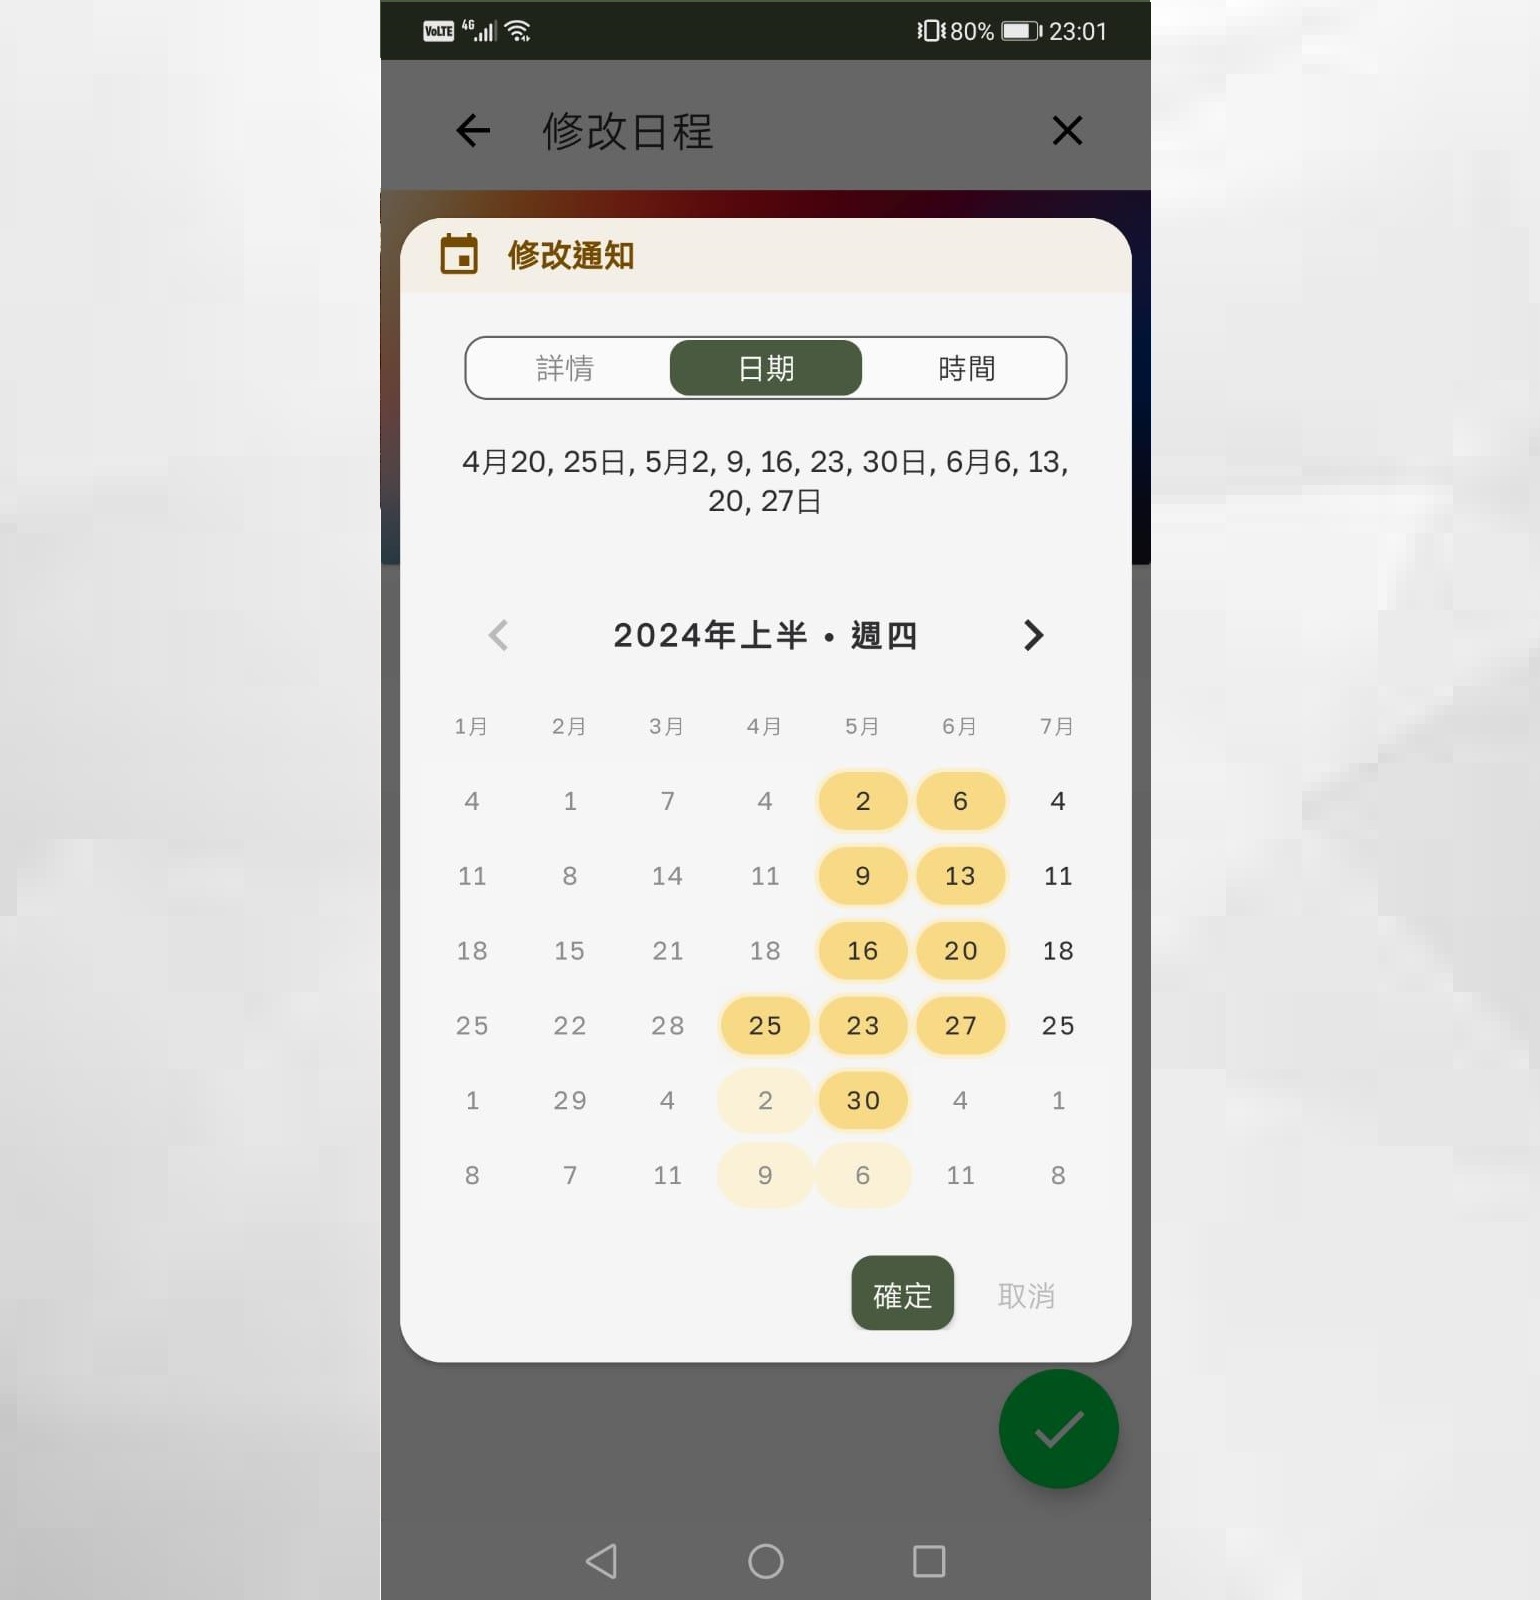 VoLTE 4G 80% 23:01
修改日程
修改通知
詳情 日期 時間
4月20, 25日, 5月2, 9, 16, 23, 30日, 6月6, 13,
20, 27日
2024年上半 • 週四
1月 2月 3月 4月 5月 6月 7月
4 1 7 4 2 6 4
11 8 14 11 9 13 11
18 15 21 18 16 20 18
25 22 28 25 23 27 25
1 29 4 2 30 4 1
8 7 11 9 6 11 8
確定 取消